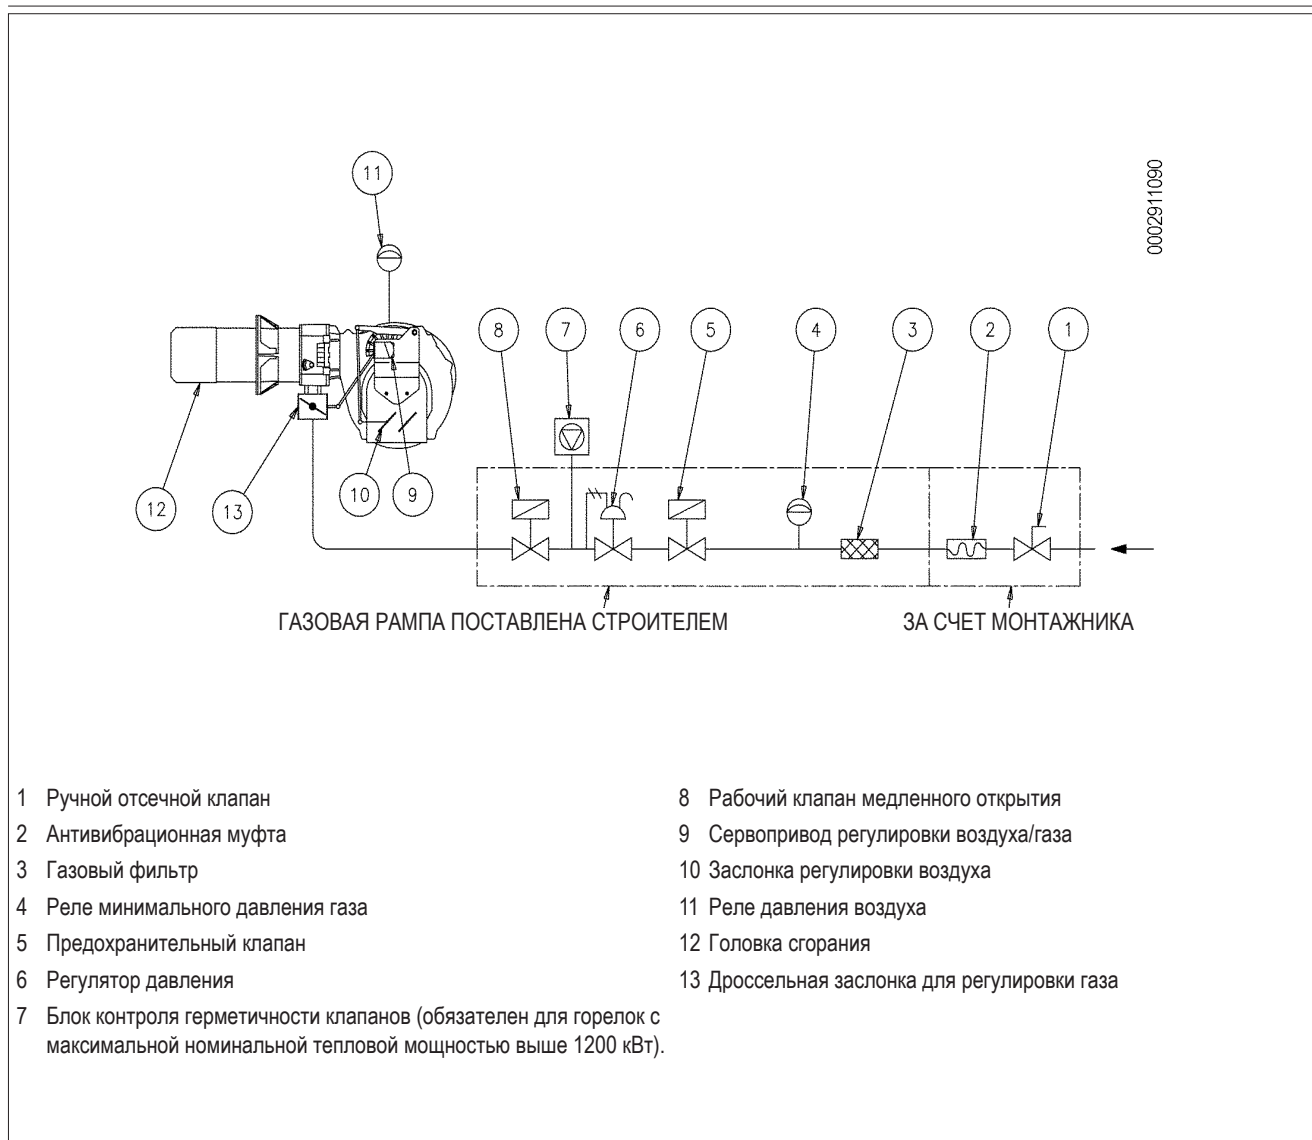 11
0002911090
8
7
6
5
4
3
2
1
12
13
10
9
ГАЗОВАЯ РАМПА ПОСТАВЛЕНА СТРОИТЕЛЕМ
ЗА СЧЕТ МОНТАЖНИКА
1 Ручной отсечной клапан
2 Антивибрационная муфта
3 Газовый фильтр
4 Реле минимального давления газа
5 Предохранительный клапан
6 Регулятор давления
7 Блок контроля герметичности клапанов (обязателен для горелок с
максимальной номинальной тепловой мощностью выше 1200 кВт).
8 Рабочий клапан медленного открытия
9 Сервопривод регулировки воздуха/газа
10 Заслонка регулировки воздуха
11 Реле давления воздуха
12 Головка сгорания
13 Дроссельная заслонка для регулировки газа